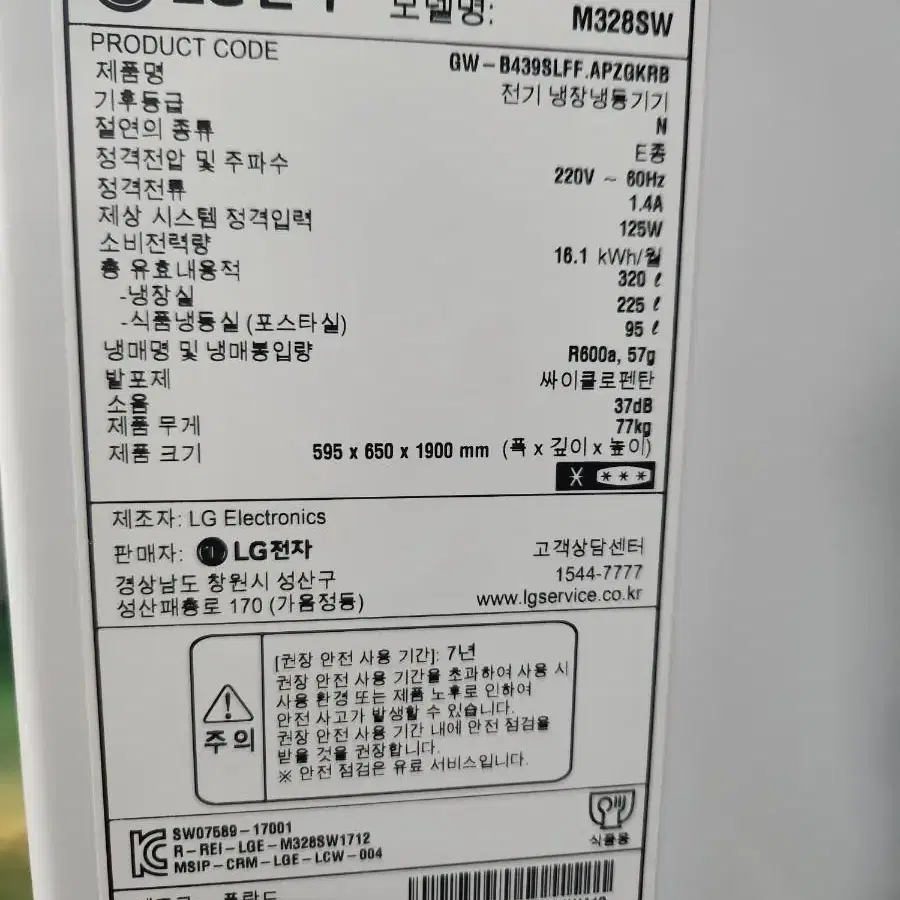 LG전자 모델명: M328SW
PRODUCT CODE GW-B439SLFF.APZGKRB
제품명 전기 냉장냉동기기
기후등급 N
절연의 종류 E종
정격전압 및 주파수 220V ~ 60Hz
정격전류 1.4A
제상 시스템 정격입력 125W
소비전력량 16.1 kWh/월
총 유효내용적 320 ℓ
-냉장실 225 ℓ
-식품냉동실 (포스타실) 95 ℓ
냉매명 및 냉매봉입량 R600a, 57g
발포제 싸이클로펜탄
소음 37dB
제품 무게 77kg
제품 크기 595 x 650 x 1900 mm (폭 x 깊이 x 높이)
제조자: LG Electronics
판매자: LG전자 고객상담센터
경상남도 창원시 성산구 1544-7777
성산패총로 170 (가음정동) www.lgservice.co.kr
주의
[권장 안전 사용 기간]: 7년
권장 안전 사용 기간을 초과하여 사용 시
사용 환경 또는 제품 노후로 인하여
안전 사고가 발생할 수 있습니다.
권장 안전 사용 기간 내에 안전 점검을
받을 것을 권장합니다.
※ 안전 점검은 유료 서비스입니다.
식품용
SW07589-17001
R-REI-LGE-M328SW1712
MSIP-CRM-LGE-LCW-004